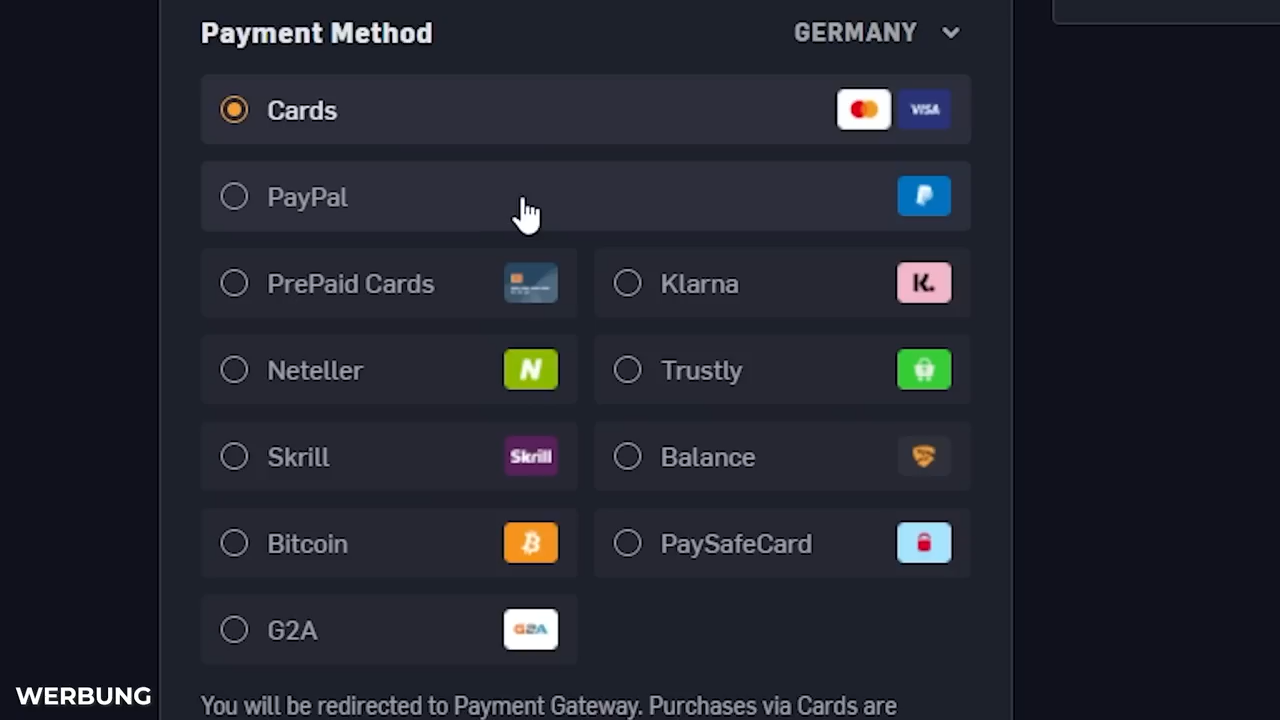 Payment Method GERMANY
Cards VISA
PayPal
PrePaid Cards Klarna K.
Neteller N Trustly
Skrill Skrill Balance
Bitcoin PaySafeCard
G2A G2A
You will be redirected to Payment Gateway. Purchases via Cards are
WERBUNG